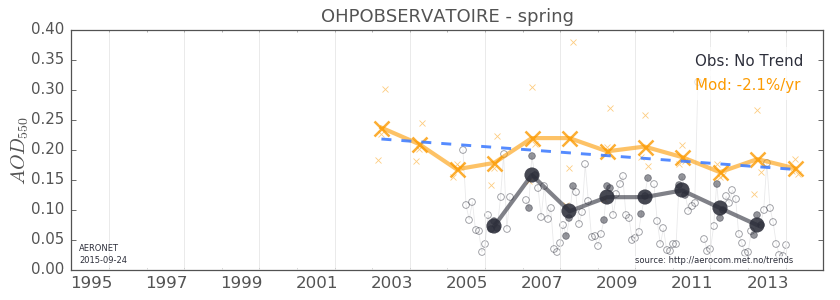 OHPOBSERVATOIRE - spring
0.40
0.35
0.30
0.25
0.20
0.15
0.10
0.05
0.00
AOD550
Obs: No Trend
Mod: -2.1%/yr
AERONET
2015-09-24
source: http://aerocom.met.no/trends
1995 1997 1999 2001 2003 2005 2007 2009 2011 2013